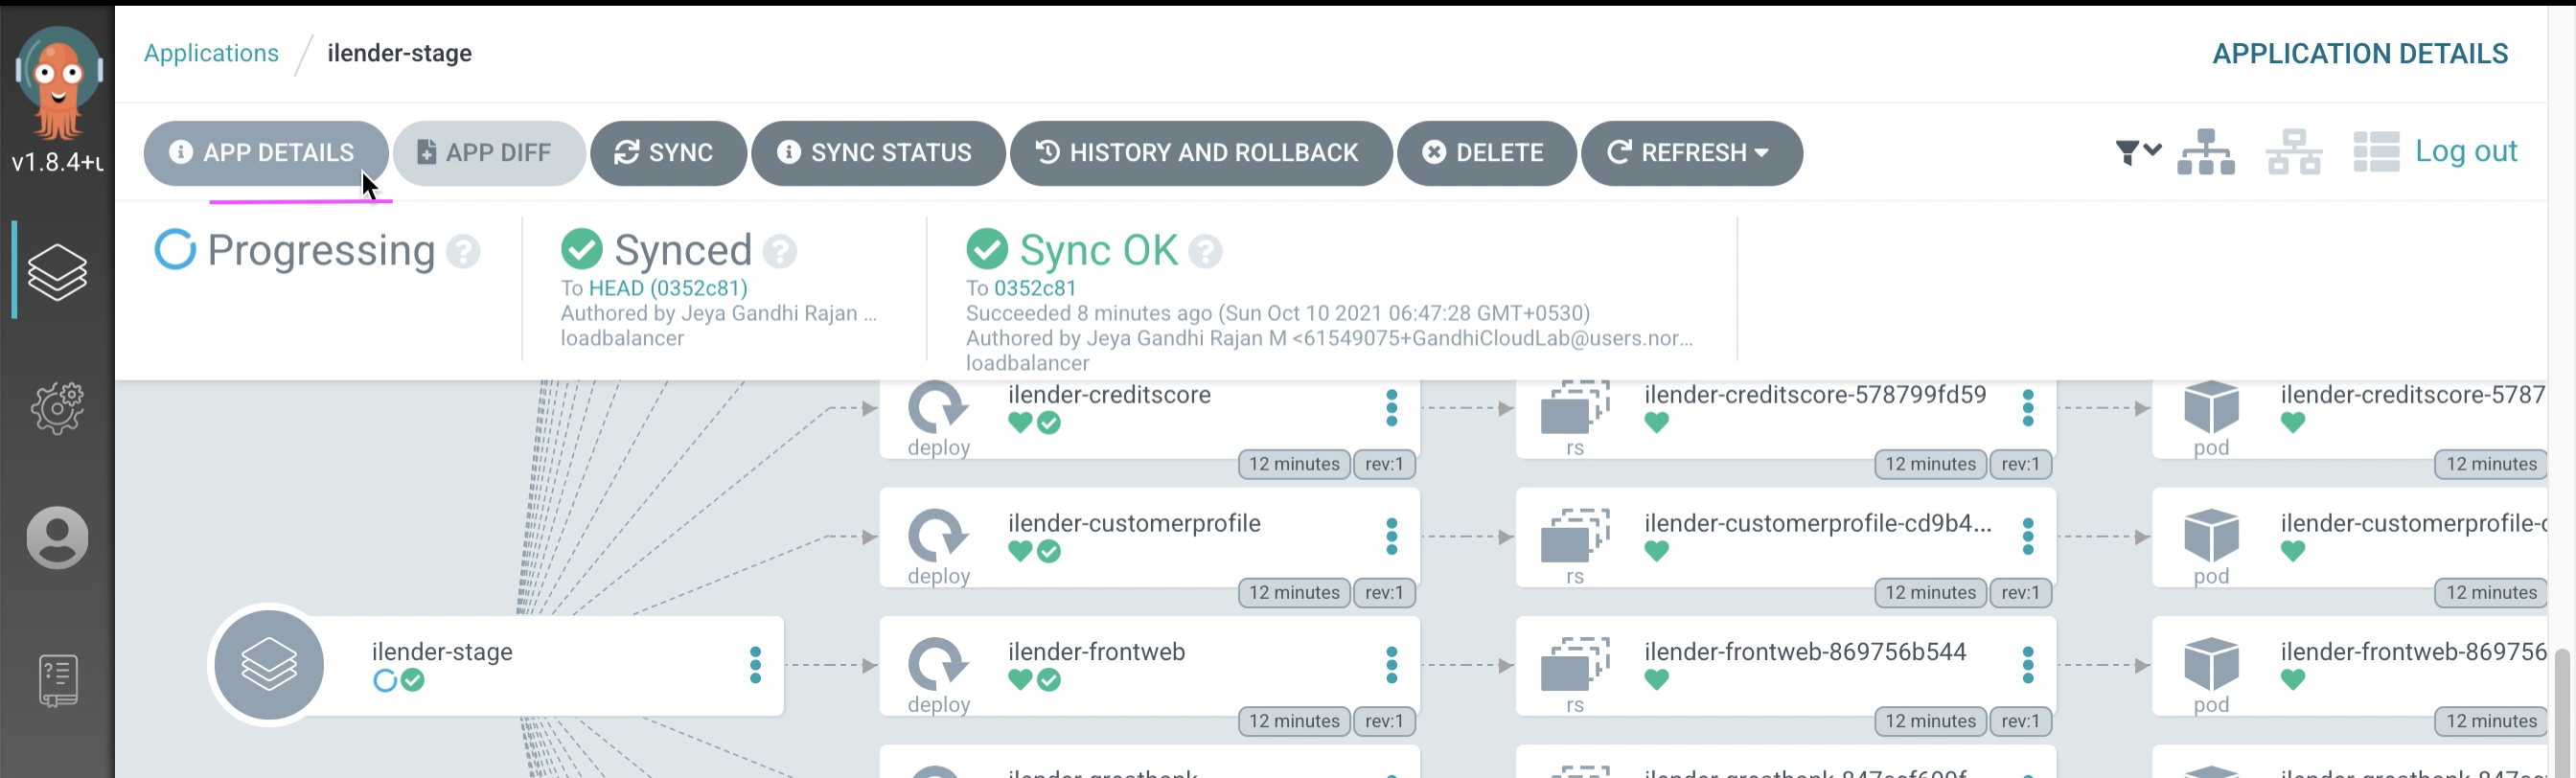 Applications / ilender-stage
APPLICATION DETAILS
v1.8.4+
APP DETAILS
APP DIFF
SYNC
SYNC STATUS
HISTORY AND ROLLBACK
DELETE
REFRESH
Log out
Progressing
Synced
To HEAD (0352c81)
Authored by Jeya Gandhi Rajan ...
loadbalancer
Sync OK
To 0352c81
Succeeded 8 minutes ago (Sun Oct 10 2021 06:47:28 GMT+0530)
Authored by Jeya Gandhi Rajan M <61549075+GandhiCloudLab@users.nor...
loadbalancer
ilender-creditscore
deploy
12 minutes rev:1
ilender-creditscore-578799fd59
rs
12 minutes rev:1
ilender-creditscore-5787
pod
12 minutes
ilender-customerprofile
deploy
12 minutes rev:1
ilender-customerprofile-cd9b4...
rs
12 minutes rev:1
ilender-customerprofile-
pod
12 minutes
ilender-stage
ilender-frontweb
deploy
12 minutes rev:1
ilender-frontweb-869756b544
rs
12 minutes rev:1
ilender-frontweb-869756
pod
12 minutes